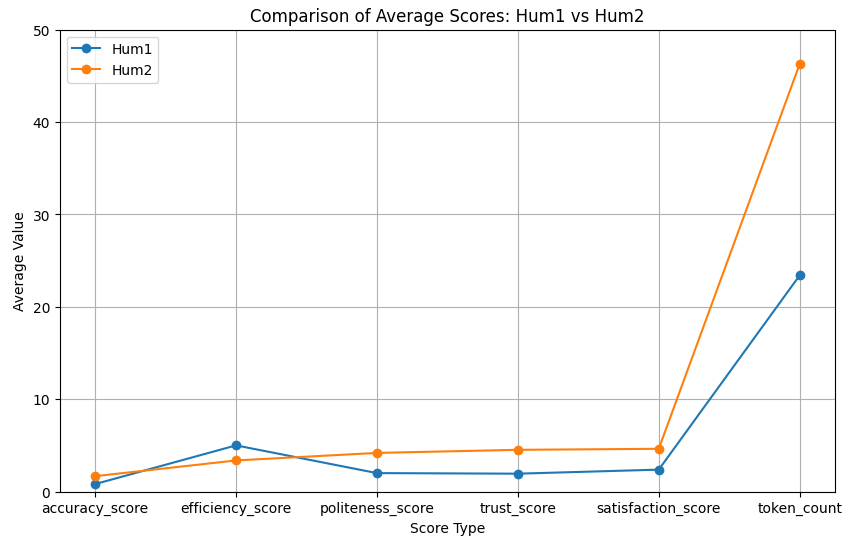 Comparison of Average Scores: Hum1 vs Hum2
Hum1
Hum2
50
40
30
20
10
0
Average Value
accuracy_score efficiency_score politeness_score trust_score satisfaction_score token_count
Score Type